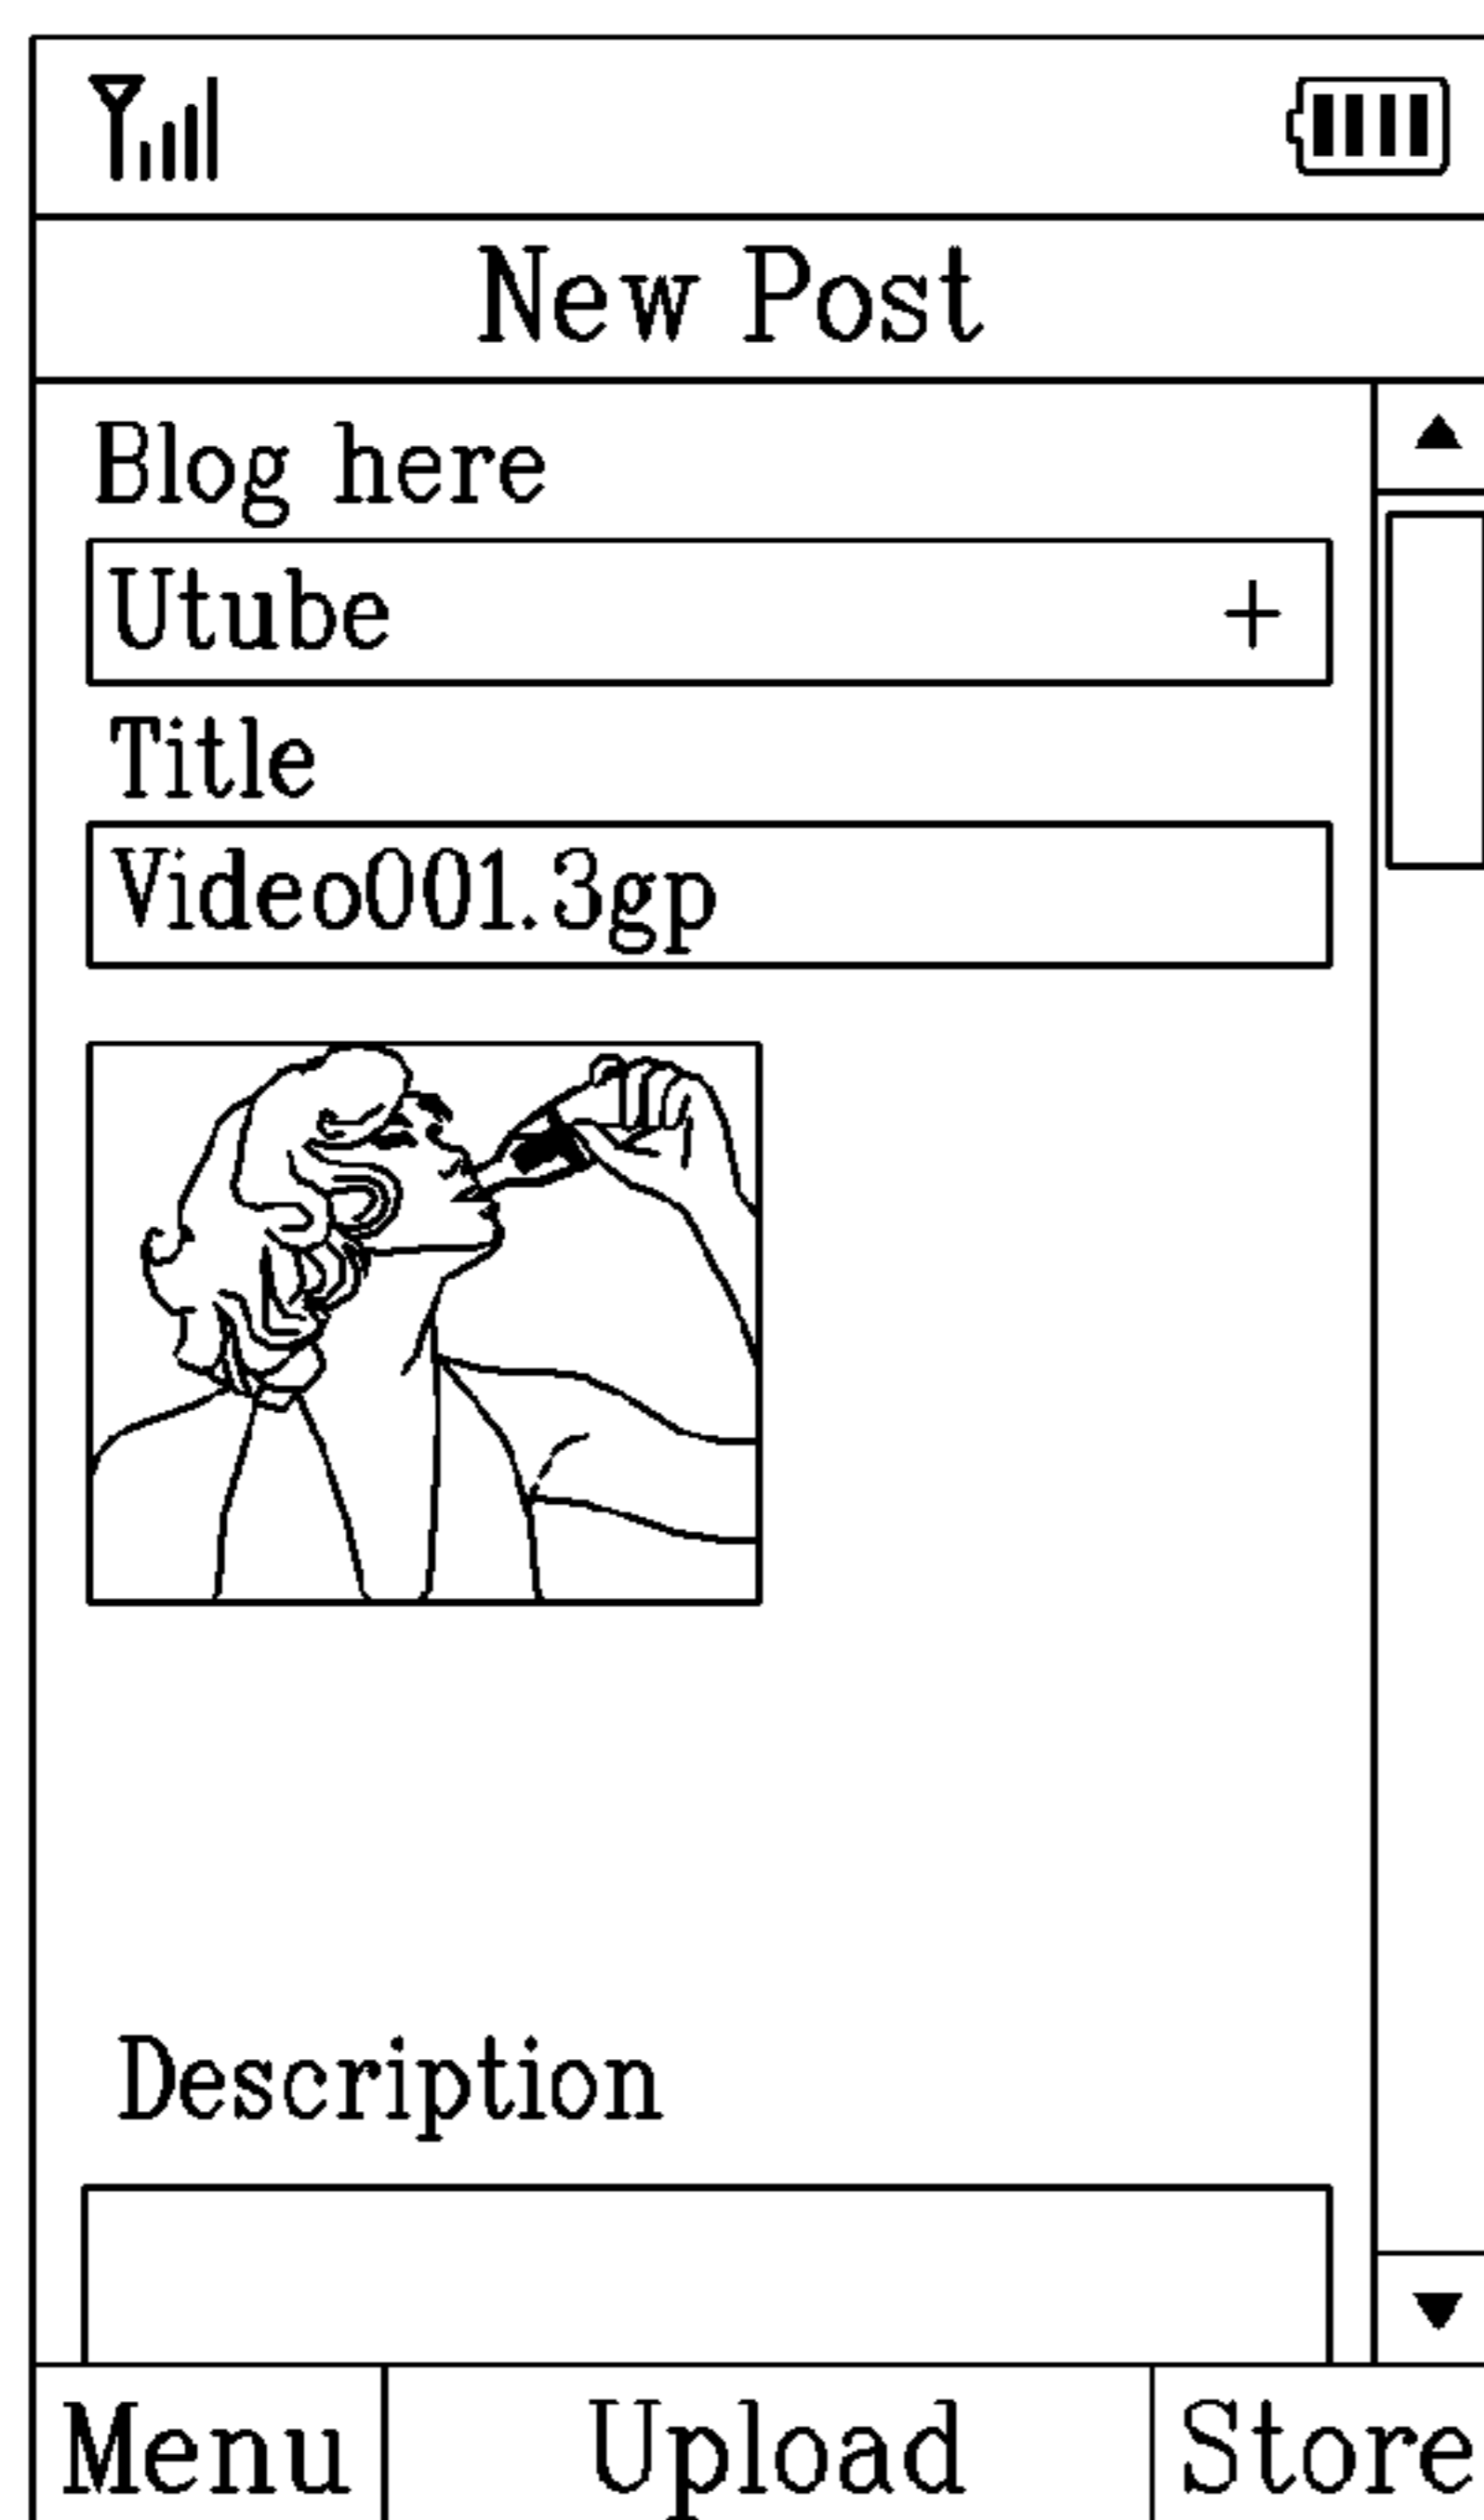 New Post
Blog here
Utube +
Title
Video001.3gp
Description
Menu Upload Store